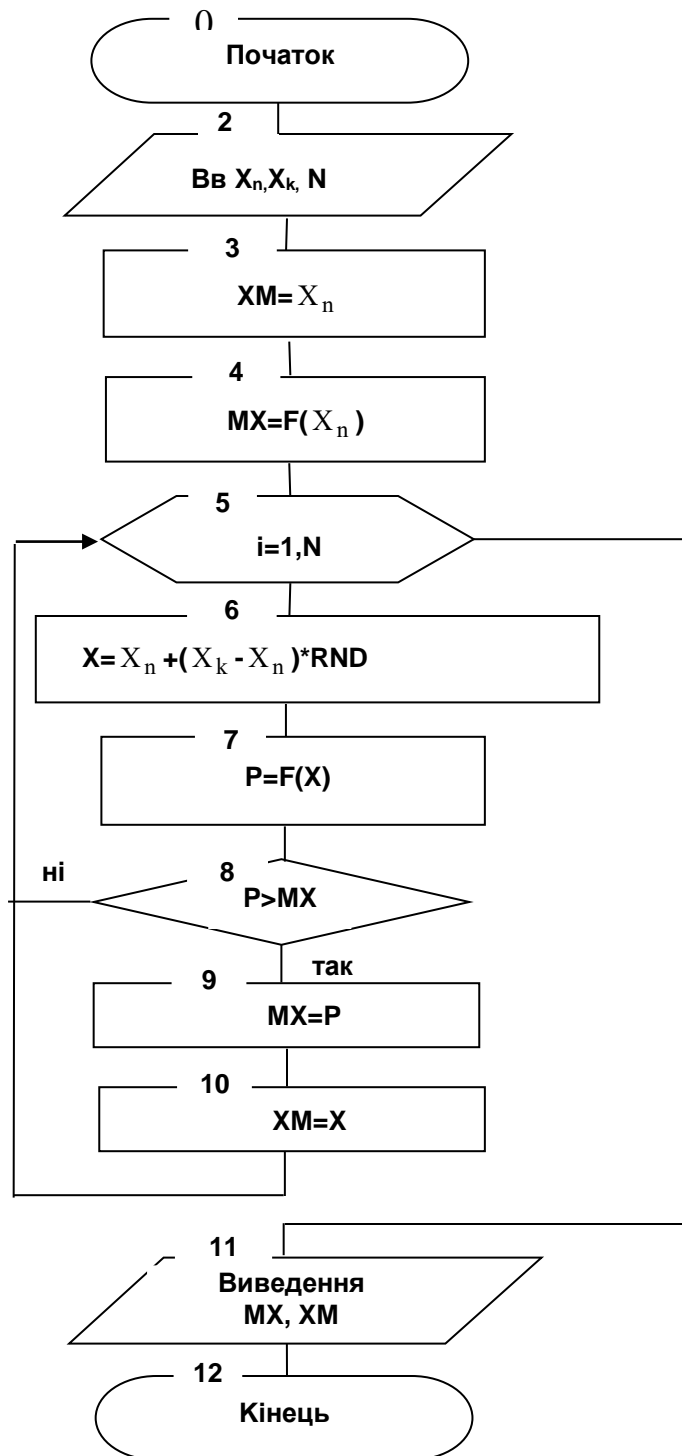 0
Початок
2
Вв Xn,Xk, N
3
XM= Xn
4
MX=F( Xn )
5
i=1,N
6
X= Xn +( Xk - Xn )*RND
7
P=F(X)
8
ні
P>MX
так
9
MX=P
10
XM=X
11
Виведення
MX, XM
12
Кінець